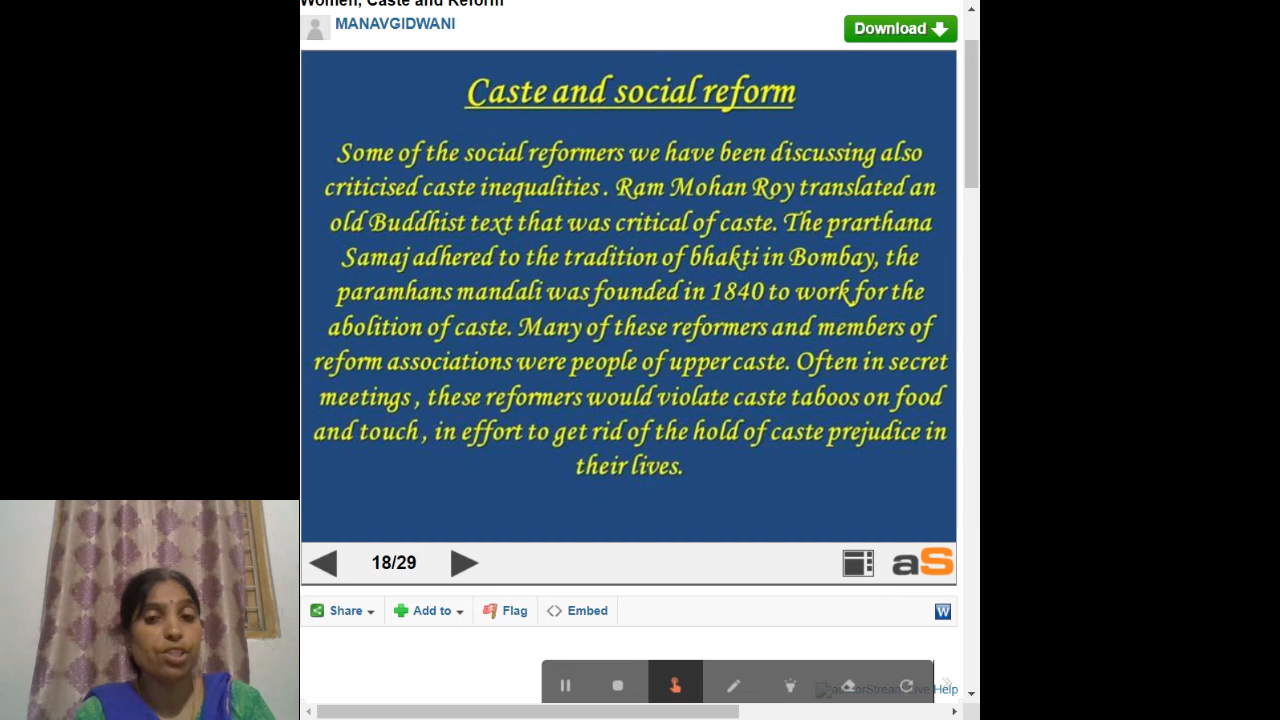 Women, Caste and Reform
MANAVGIDWANI
Download
Caste and social reform
Some of the social reformers we have been discussing also
criticised caste inequalities . Ram Mohan Roy translated an
old Buddhist text that was critical of caste. The prarthana
Samaj adhered to the tradition of bhakti in Bombay, the
paramhans mandali was founded in 1840 to work for the
abolition of caste. Many of these reformers and members of
reform associations were people of upper caste. Often in secret
meetings , these reformers would violate caste taboos on food
and touch , in effort to get rid of the hold of caste prejudice in
their lives.
18/29
aS
Share
Add to
Flag
Embed
W
Help